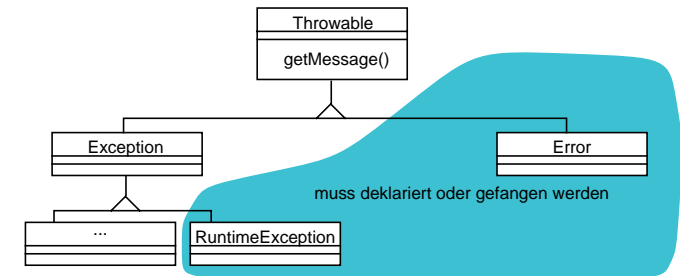 Throwable
getMessage()
Exception
Error
muss deklariert oder gefangen werden
...
RuntimeException